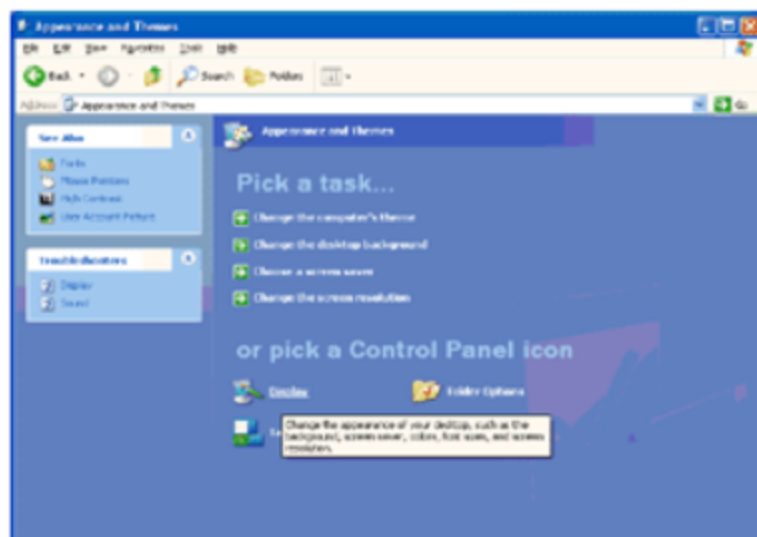 Appearance and Themes
File Edit View Favorites Tools Help
Back Search Folders
Address Appearance and Themes Go
See Also
Fonts
Mouse Pointers
High Contrast
User Account Picture
Troubleshooters
Display
Sound
Appearance and Themes
Pick a task...
Change the computer's theme
Change the desktop background
Choose a screen saver
Change the screen resolution
or pick a Control Panel icon
Display Folder Options
Change the appearance of your desktop, such as the
background, screen saver, colors, font sizes, and screen
resolution.